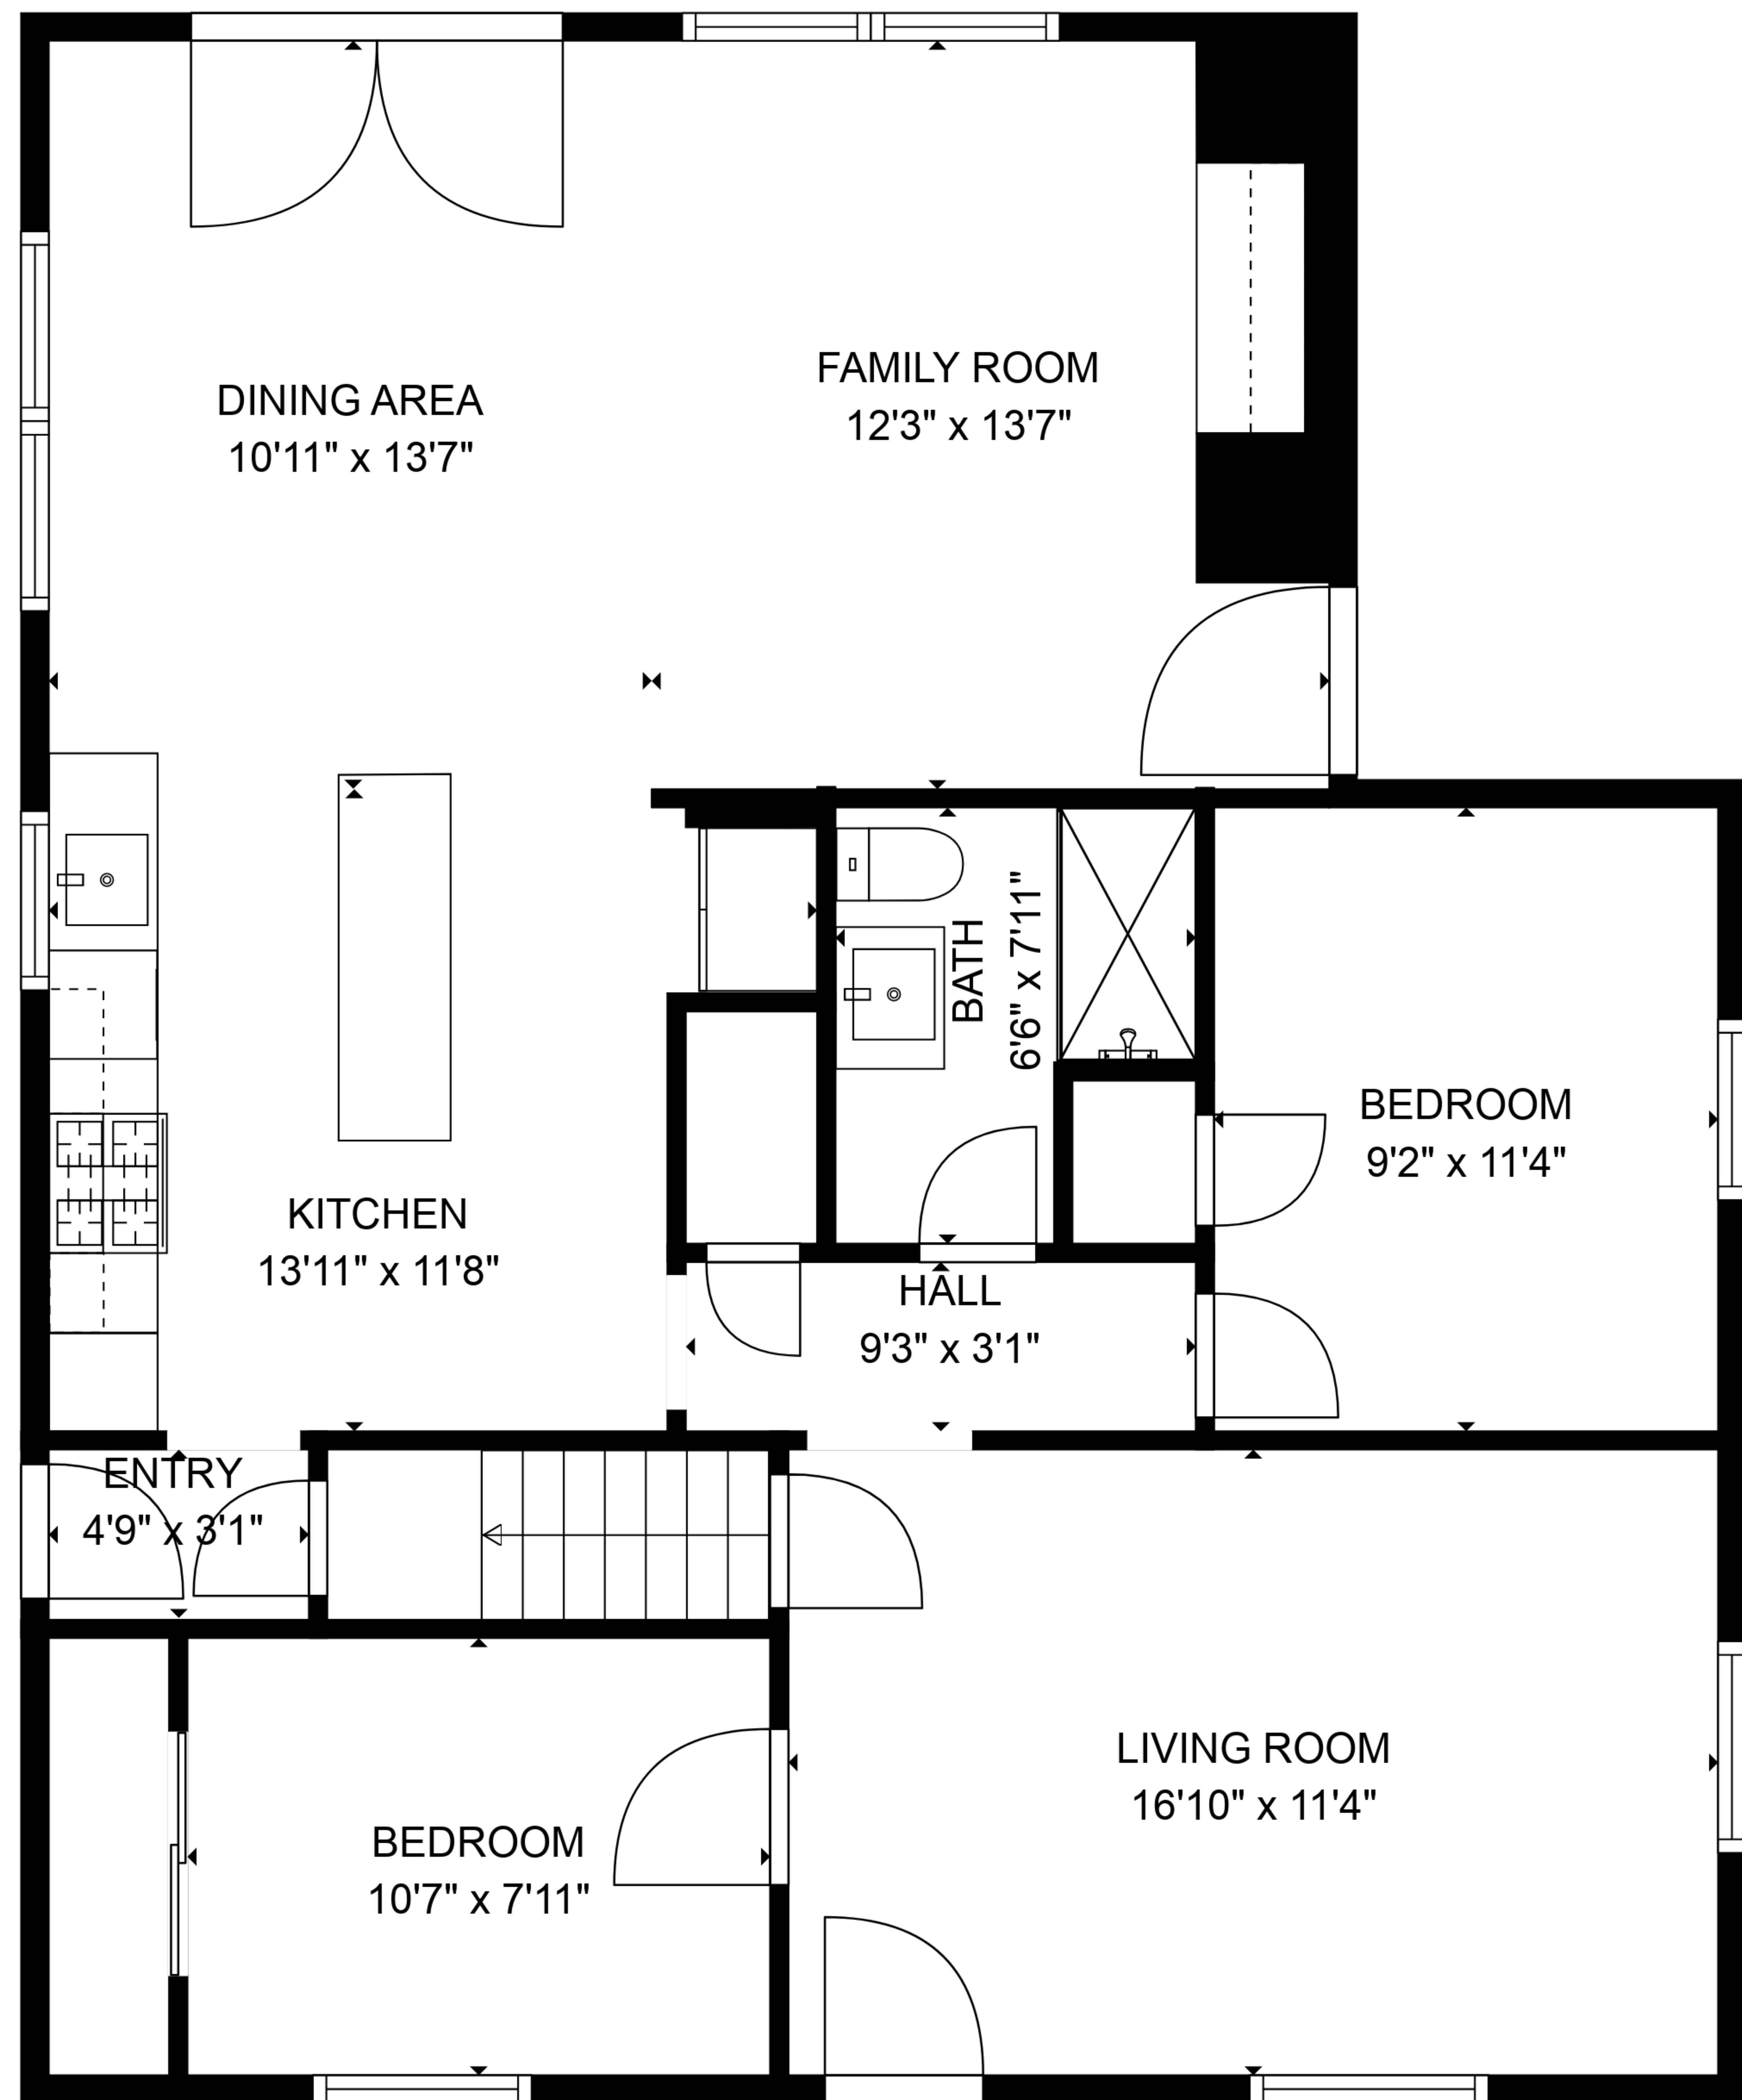 FAMILY ROOM
12'3" x 13'7"
DINING AREA
10'11" x 13'7"
BATH
6'6" x 7'11"
BEDROOM
9'2" x 11'4"
KITCHEN
13'11" x 11'8"
HALL
9'3" x 3'1"
ENTRY
4'9" x 3'1"
LIVING ROOM
16'10" x 11'4"
BEDROOM
10'7" x 7'11"